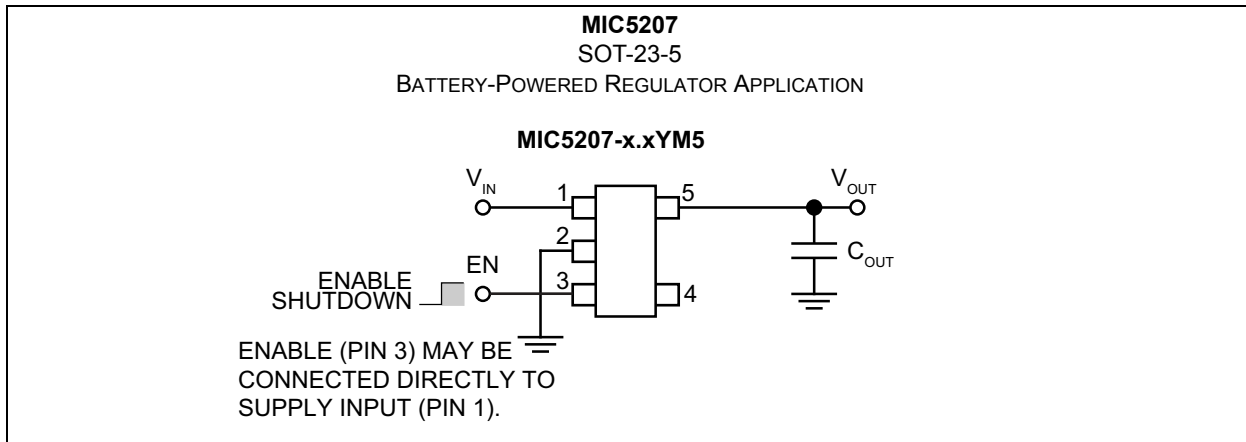 MIC5207
SOT-23-5
BATTERY-POWERED REGULATOR APPLICATION
MIC5207-x.xYM5
VIN
1
5
VOUT
2
COUT
EN
ENABLE
SHUTDOWN
3
4
ENABLE (PIN 3) MAY BE
CONNECTED DIRECTLY TO
SUPPLY INPUT (PIN 1).